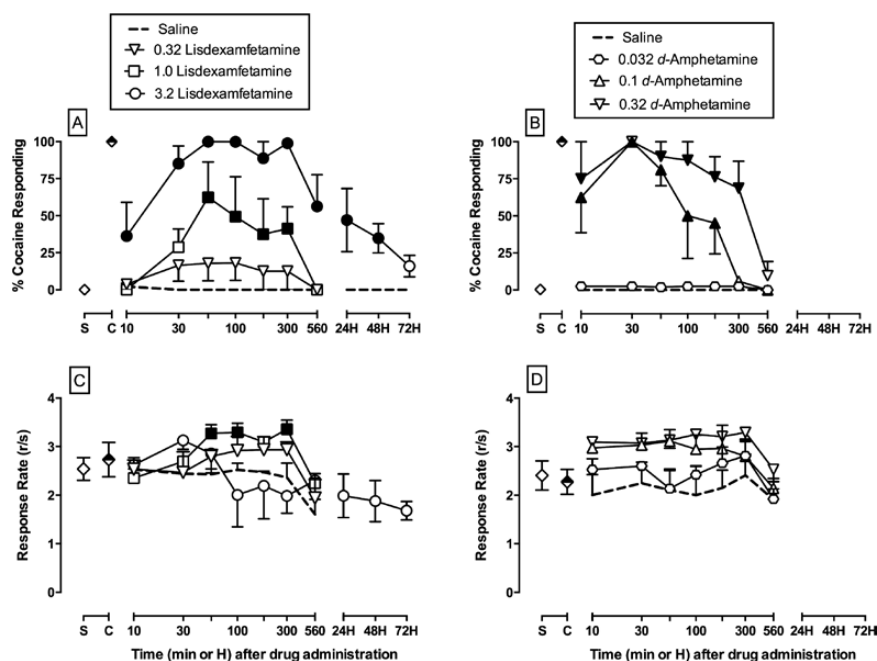 Saline
0.32 Lisdexamfetamine
1.0 Lisdexamfetamine
3.2 Lisdexamfetamine
Saline
0.032 d-Amphetamine
0.1 d-Amphetamine
0.32 d-Amphetamine
A
% Cocaine Responding
100
75
50
25
0
S C 10 30 100 300 560 24H 48H 72H
B
% Cocaine Responding
100
75
50
25
0
S C 10 30 100 300 560 24H 48H 72H
C
Response Rate (r/s)
4
3
2
1
0
S C 10 30 100 300 560 24H 48H 72H
Time (min or H) after drug administration
D
Response Rate (r/s)
4
3
2
1
0
S C 10 30 100 300 560 24H 48H 72H
Time (min or H) after drug administration